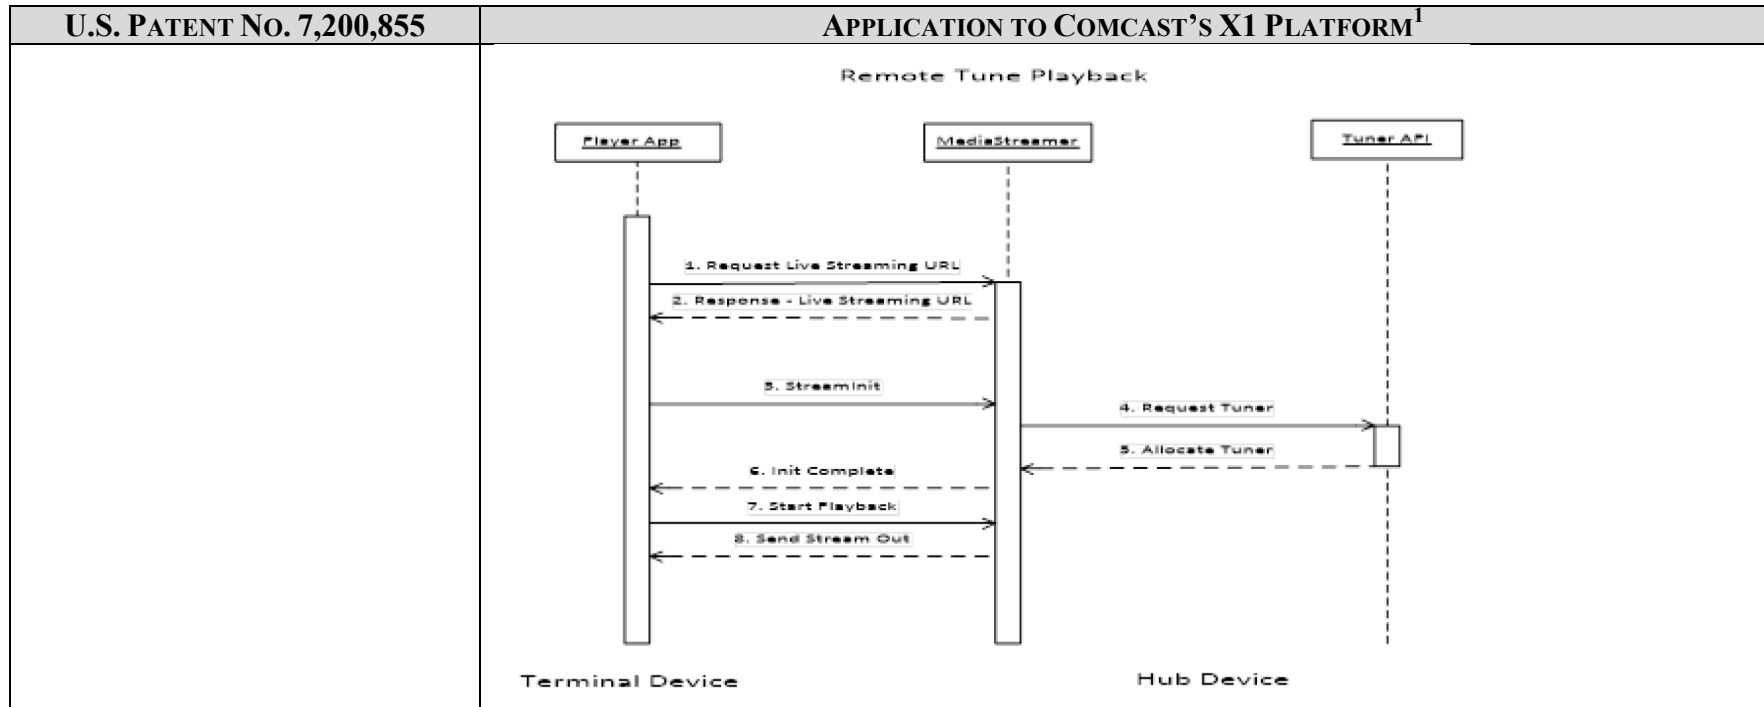 U.S. PATENT NO. 7,200,855
APPLICATION TO COMCAST'S X1 PLATFORM1
Remote Tune Playback
Player App
MediaStreamer
Tuner API
1. Request Live Streaming URL
2. Response - Live Streaming URL
3. StreamInit
4. Request Tuner
5. Allocate Tuner
6. Init Complete
7. Start Playback
8. Send Stream Out
Terminal Device
Hub Device